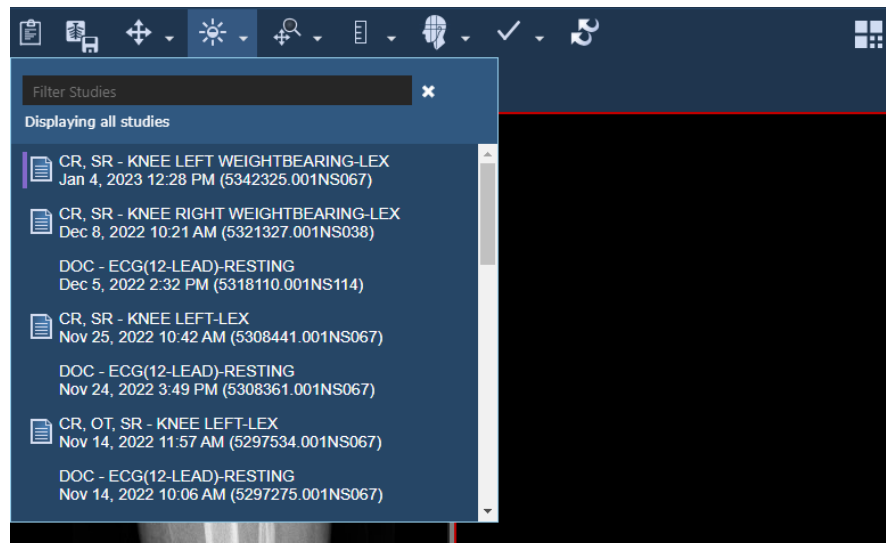 Filter Studies
Displaying all studies
CR, SR - KNEE LEFT WEIGHTBEARING-LEX
Jan 4, 2023 12:28 PM (5342325.001NS067)
CR, SR - KNEE RIGHT WEIGHTBEARING-LEX
Dec 8, 2022 10:21 AM (5321327.001NS038)
DOC - ECG(12-LEAD)-RESTING
Dec 5, 2022 2:32 PM (5318110.001NS114)
CR, SR - KNEE LEFT-LEX
Nov 25, 2022 10:42 AM (5308441.001NS067)
DOC - ECG(12-LEAD)-RESTING
Nov 24, 2022 3:49 PM (5308361.001NS067)
CR, OT, SR - KNEE LEFT-LEX
Nov 14, 2022 11:57 AM (5297534.001NS067)
DOC - ECG(12-LEAD)-RESTING
Nov 14, 2022 10:06 AM (5297275.001NS067)